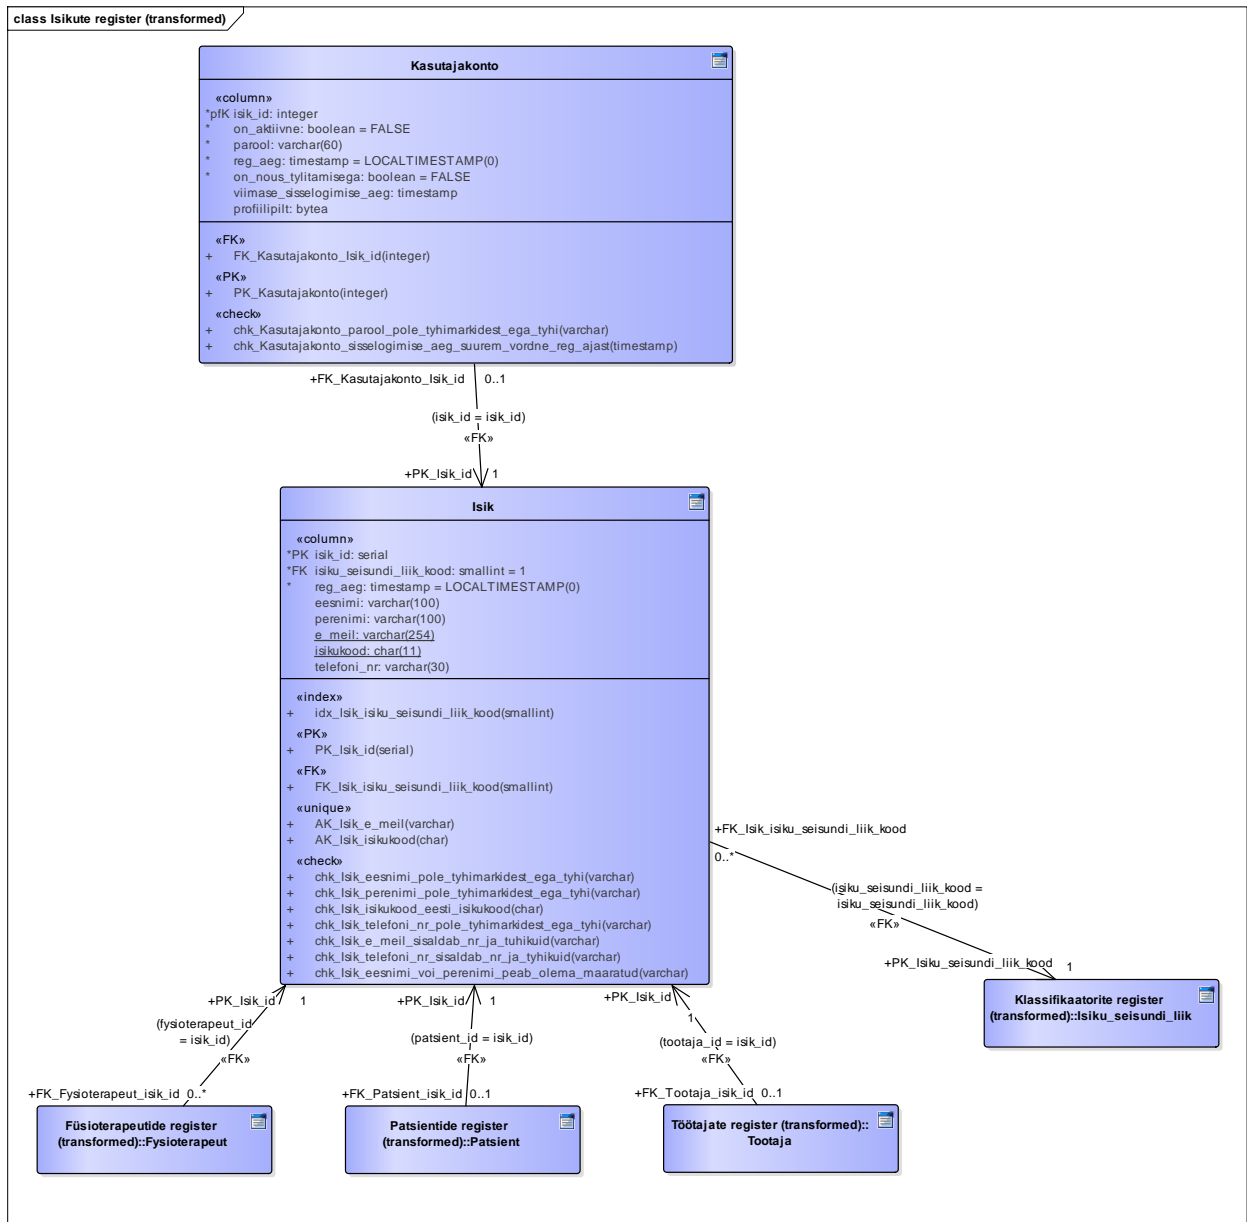 class Isikute register (transformed)
Kasutajakonto
«column»
*pfK isik_id: integer
* on_aktiivne: boolean = FALSE
* parool: varchar(60)
* reg_aeg: timestamp = LOCALTIMESTAMP(0)
* on_nous_tylitamisega: boolean = FALSE
viimase_sisselogimise_aeg: timestamp
profiilipilt: bytea
«FK»
+ FK_Kasutajakonto_Isik_id(integer)
«PK»
+ PK_Kasutajakonto(integer)
«check»
+ chk_Kasutajakonto_parool_pole_tyhimarkidest_ega_tyhi(varchar)
+ chk_Kasutajakonto_sisselogimise_aeg_suurem_vordne_reg_ajast(timestamp)
+FK_Kasutajakonto_Isik_id 0..1
(isik_id = isik_id)
«FK»
+PK_Isik_id 1
Isik
«column»
*PK isik_id: serial
*FK isiku_seisundi_liik_kood: smallint = 1
* reg_aeg: timestamp = LOCALTIMESTAMP(0)
eesnimi: varchar(100)
perenimi: varchar(100)
e_meil: varchar(254)
isikukood: char(11)
telefoni_nr: varchar(30)
«index»
+ idx_Isik_isiku_seisundi_liik_kood(smallint)
«PK»
+ PK_Isik_id(serial)
«FK»
+ FK_Isik_isiku_seisundi_liik_kood(smallint)
«unique»
+ AK_Isik_e_meil(varchar)
+ AK_Isik_isikukood(char)
«check»
+ chk_Isik_eesnimi_pole_tyhimarkidest_ega_tyhi(varchar)
+ chk_Isik_perenimi_pole_tyhimarkidest_ega_tyhi(varchar)
+ chk_Isik_isikukood_eesti_isikukood(char)
+ chk_Isik_telefoni_nr_pole_tyhimarkidest_ega_tyhi(varchar)
+ chk_Isik_e_meil_sisaldab_nr_ja_tuhikuid(varchar)
+ chk_Isik_telefoni_nr_sisaldab_nr_ja_tyhikuid(varchar)
+ chk_Isik_eesnimi_voi_perenimi_peab_olema_maaratud(varchar)
+FK_Isik_isiku_seisundi_liik_kood
0..*
(isiku_seisundi_liik_kood =
isiku_seisundi_liik_kood)
«FK»
+PK_Isiku_seisundi_liik_kood 1
Klassifikaatorite register
(transformed)::Isiku_seisundi_liik
+PK_Isik_id 1
(fysioterapeut_id
= isik_id)
«FK»
+FK_Fysioterapeut_isik_id 0..*
Füsioterapeutide register
(transformed)::Fysioterapeut
+PK_Isik_id 1
(patsient_id = isik_id)
«FK»
+FK_Patsient_isik_id 0..1
Patsientide register
(transformed)::Patsient
+PK_Isik_id
1
(tootaja_id = isik_id)
«FK»
+FK_Tootaja_isik_id 0..1
Töötajate register (transformed)::
Tootaja